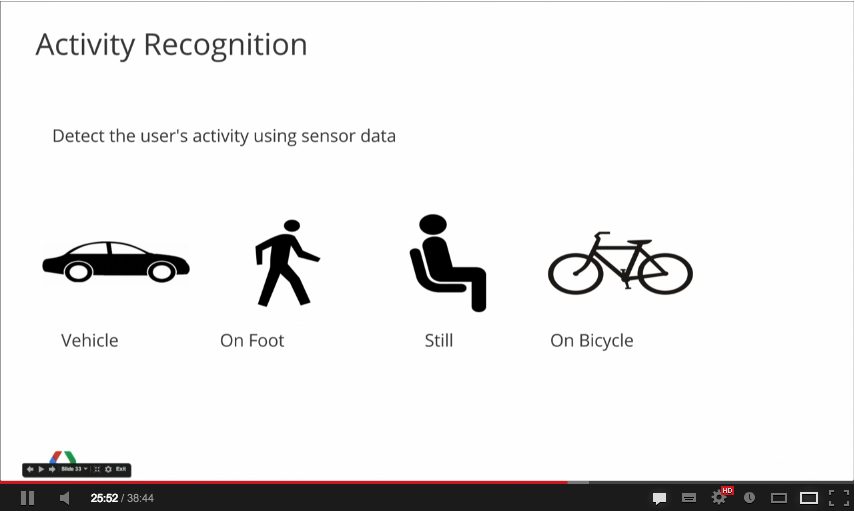 Activity Recognition
Detect the user's activity using sensor data
Vehicle
On Foot
Still
On Bicycle
Slide 33
Exit
25:52 / 38:44
HD